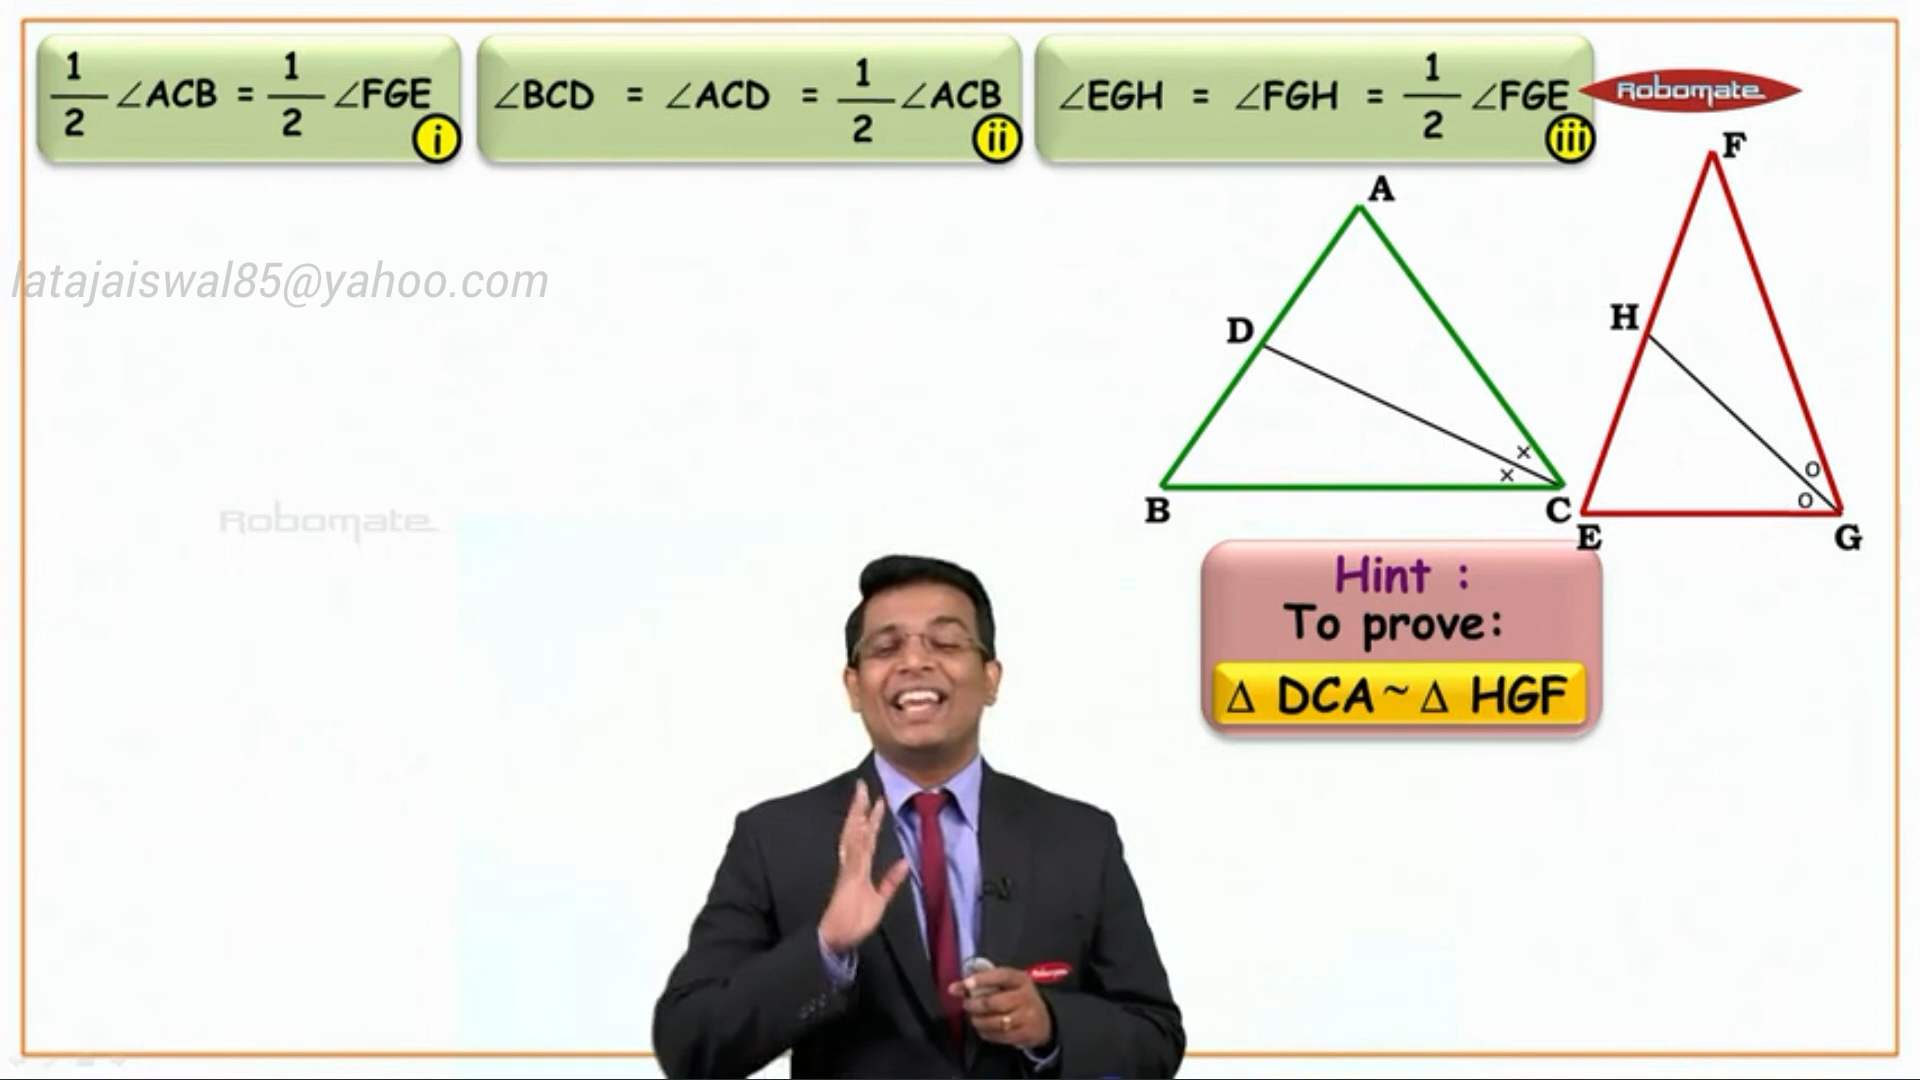 1/2 ∠ACB = 1/2 ∠FGE
i
∠BCD = ∠ACD = 1/2 ∠ACB
ii
∠EGH = ∠FGH = 1/2 ∠FGE
iii
Robomate
F
A
latajaiswal85@yahoo.com
H
D
x
x
o
o
B
C
E
G
Robomate
Hint :
To prove:
Δ DCA ~ Δ HGF